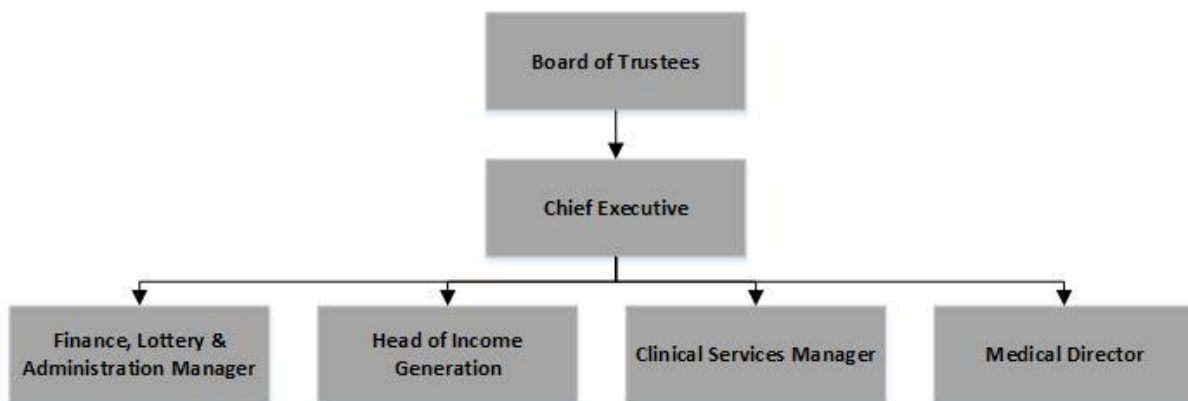 Board of Trustees
Chief Executive
Finance, Lottery &
Administration Manager
Head of Income
Generation
Clinical Services Manager
Medical Director